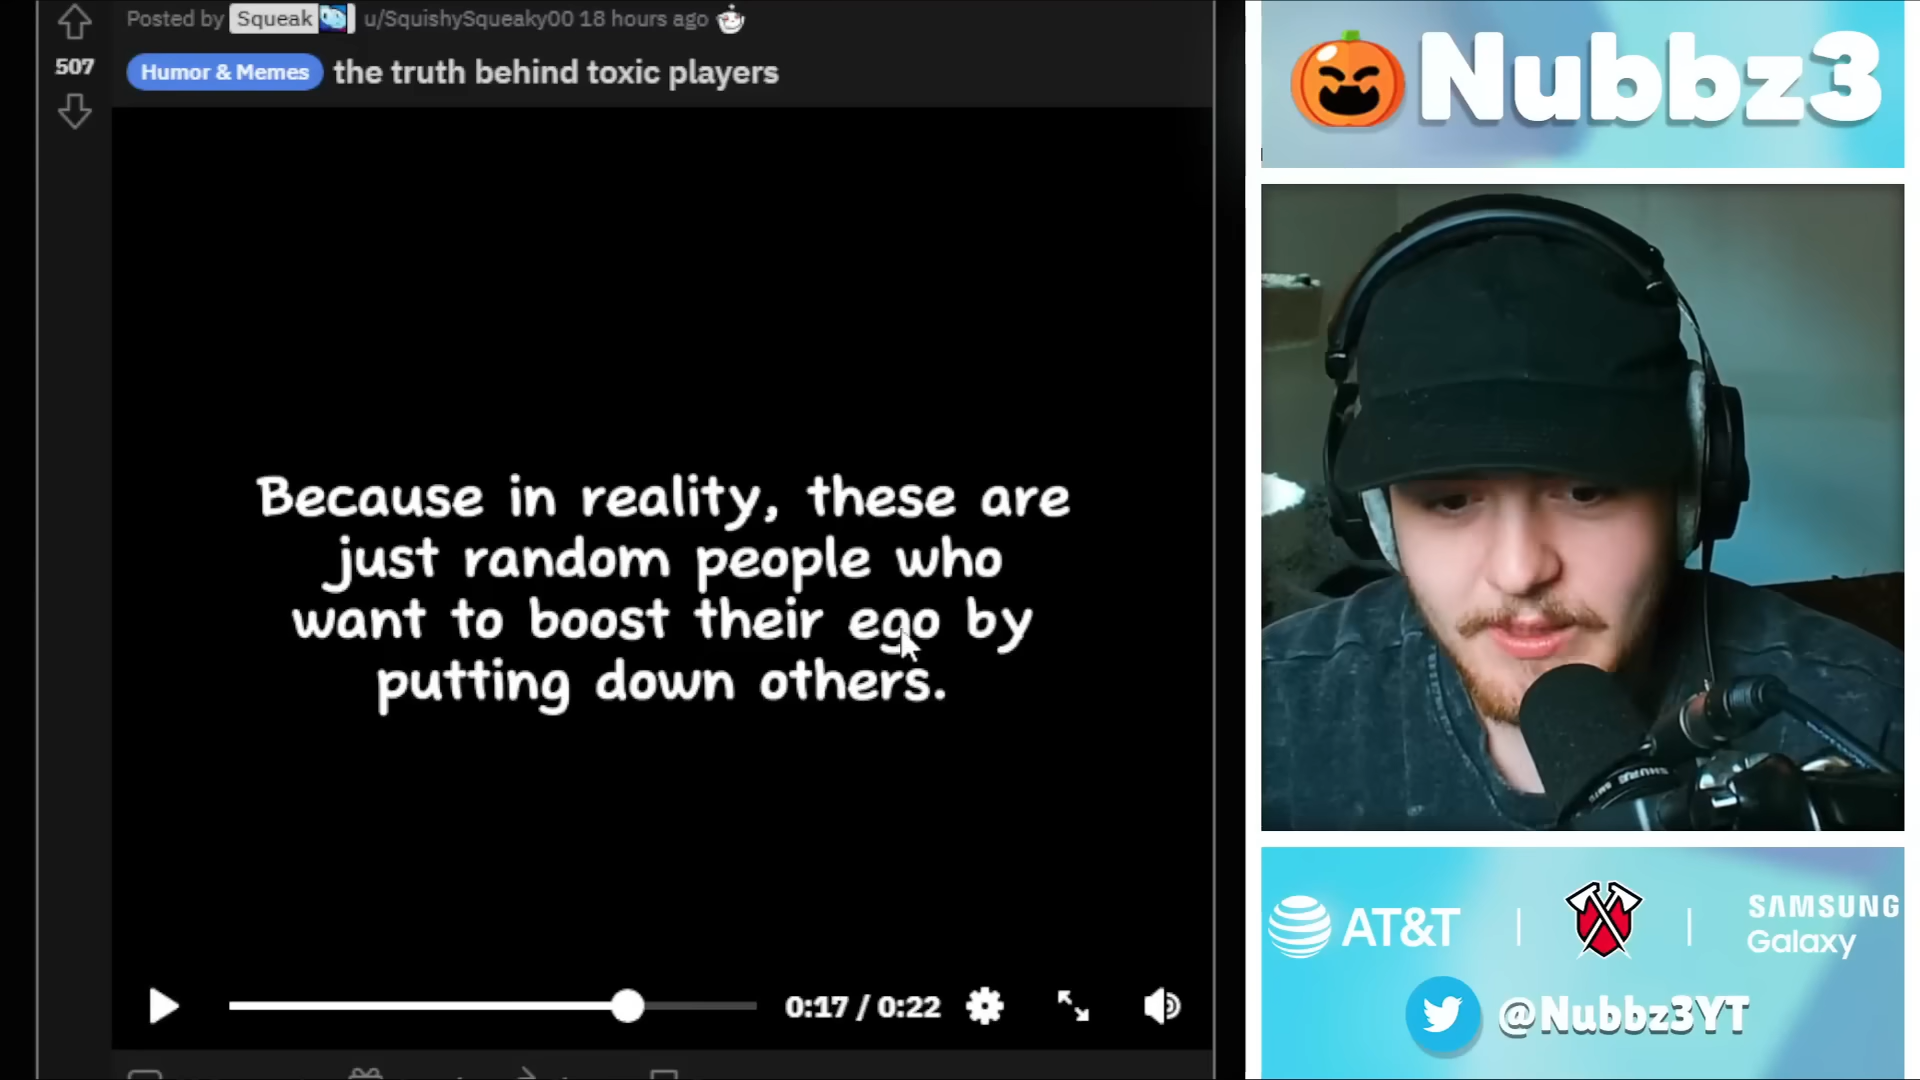 Posted by Squeak u/SquishySqueaky00 18 hours ago
507
Humor & Memes the truth behind toxic players
Because in reality, these are
just random people who
want to boost their ego by
putting down others.
0:17 / 0:22
Nubbz3
SHURE SM7B
AT&T
SAMSUNG
Galaxy
@Nubbz3YT